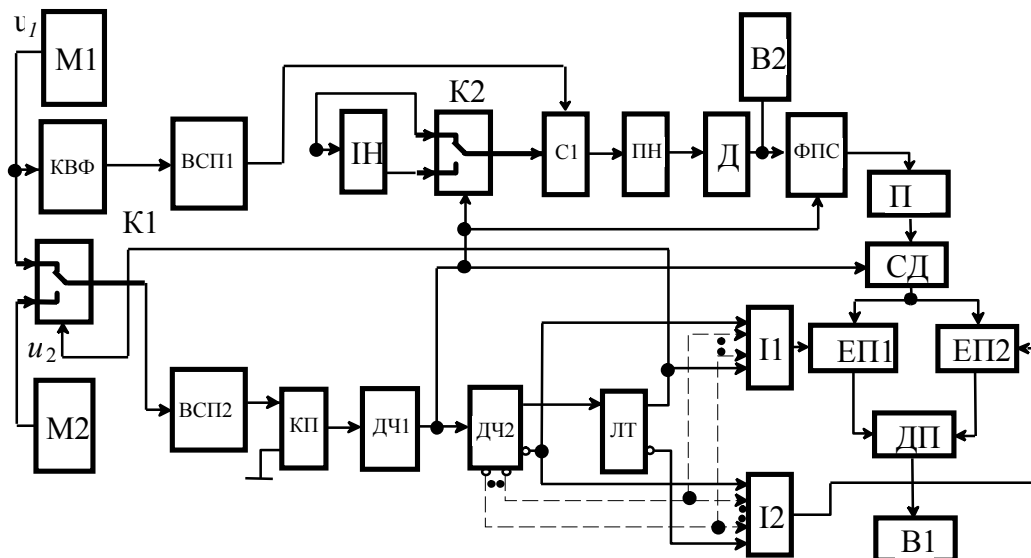 u1
М1
В2
К2
КВФ
ВСП1
ІН
С1
ПН
Д
ФПС
П
К1
СД
u2
І1
ЕП1
ЕП2
М2
ВСП2
КП
ДЧ1
ДЧ2
ЛТ
ДП
І2
В1